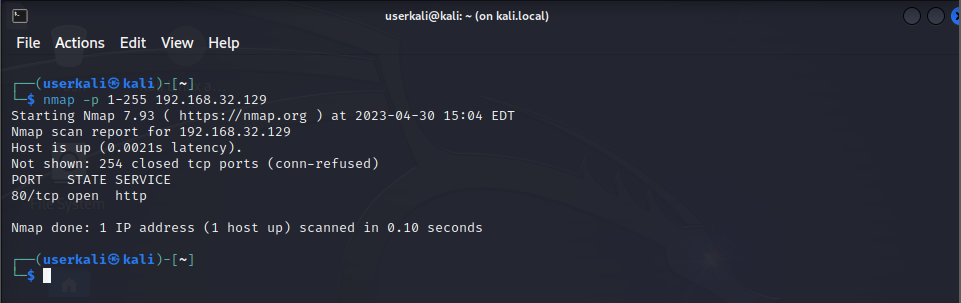 userkali@kali: ~ (on kali.local)
File Actions Edit View Help
┌──(userkali㉿kali)-[~]
└─$ nmap -p 1-255 192.168.32.129
Starting Nmap 7.93 ( https://nmap.org ) at 2023-04-30 15:04 EDT
Nmap scan report for 192.168.32.129
Host is up (0.0021s latency).
Not shown: 254 closed tcp ports (conn-refused)
PORT   STATE SERVICE
80/tcp open  http
Nmap done: 1 IP address (1 host up) scanned in 0.10 seconds
┌──(userkali㉿kali)-[~]
└─$